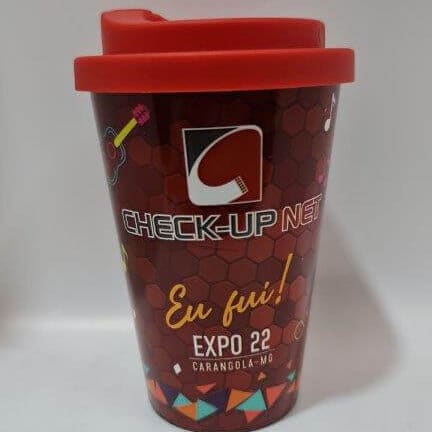 CHECK-UP NET
Eu fui!
EXPO 22
CARANGOLA-MG